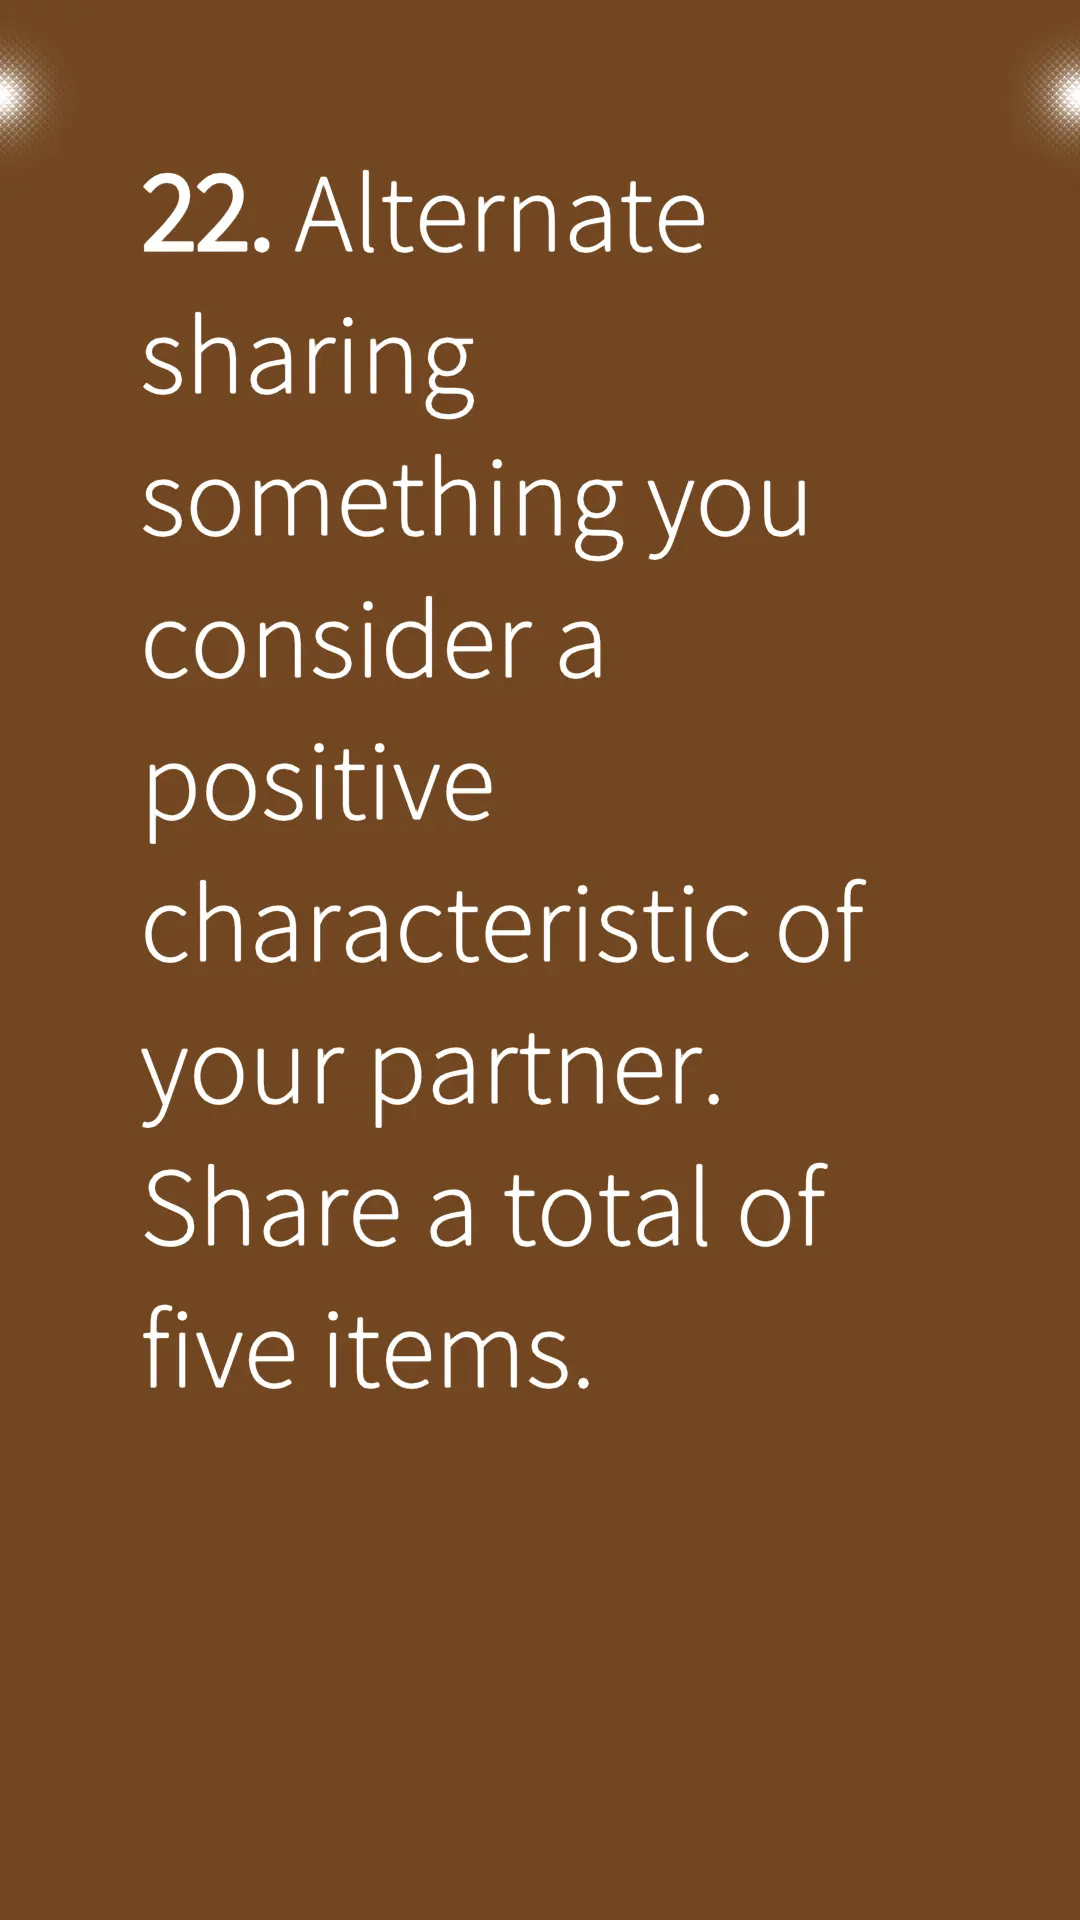 22. Alternate
sharing
something you
consider a
positive
characteristic of
your partner.
Share a total of
five items.